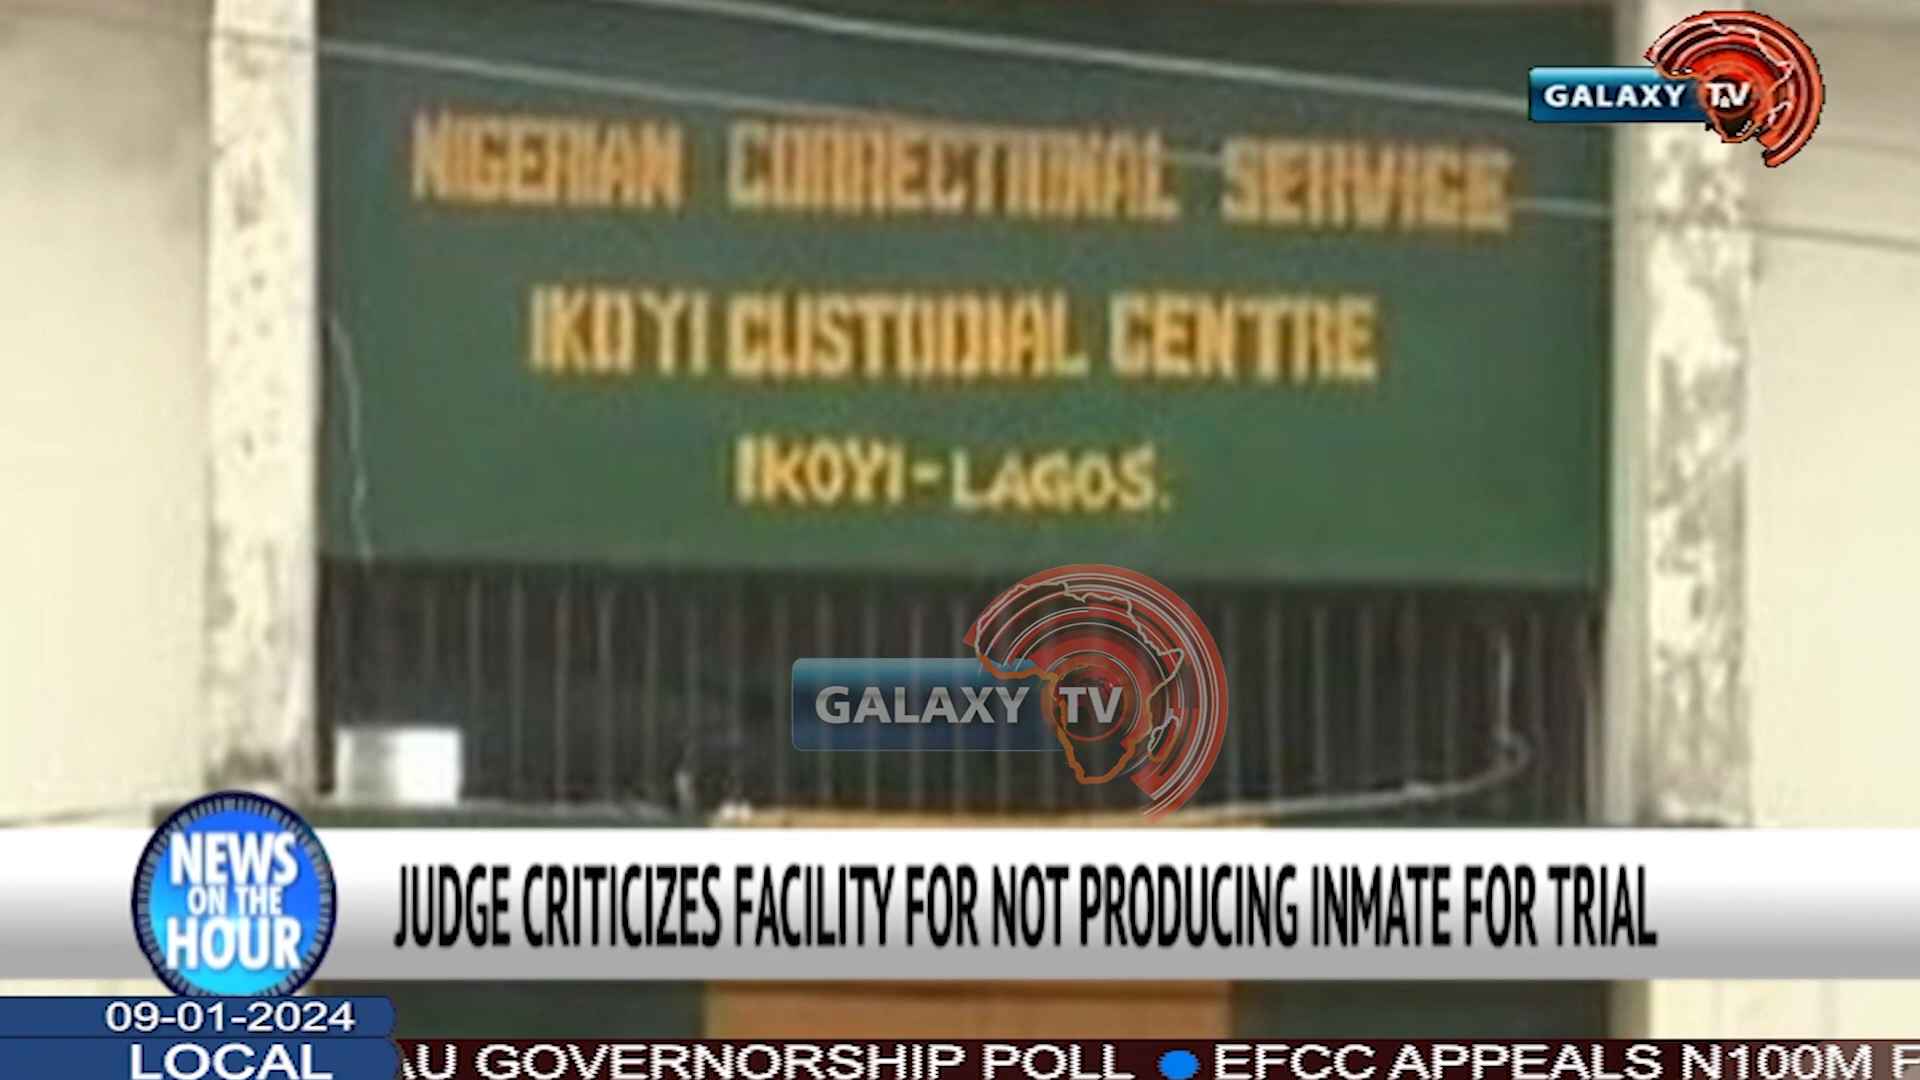 GALAXY TV
NIGERIAN CORRECTIONAL SERVICE
IKOYI CUSTODIAL CENTRE
IKOYI - LAGOS.
GALAXY TV
NEWS
ON THE
HOUR
JUDGE CRITICIZES FACILITY FOR NOT PRODUCING INMATE FOR TRIAL
09-01-2024
LOCAL
AU GOVERNORSHIP POLL ● EFCC APPEALS N100M